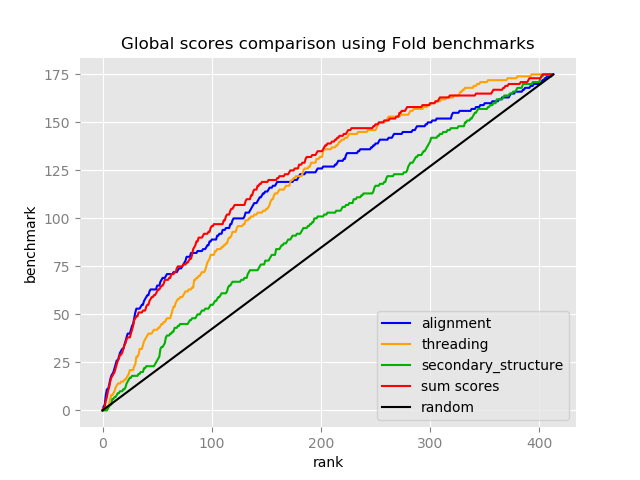 Global scores comparison using Fold benchmarks
175
150
125
100
75
50
25
0
benchmark
0 100 200 300 400
rank
alignment
threading
secondary_structure
sum scores
random